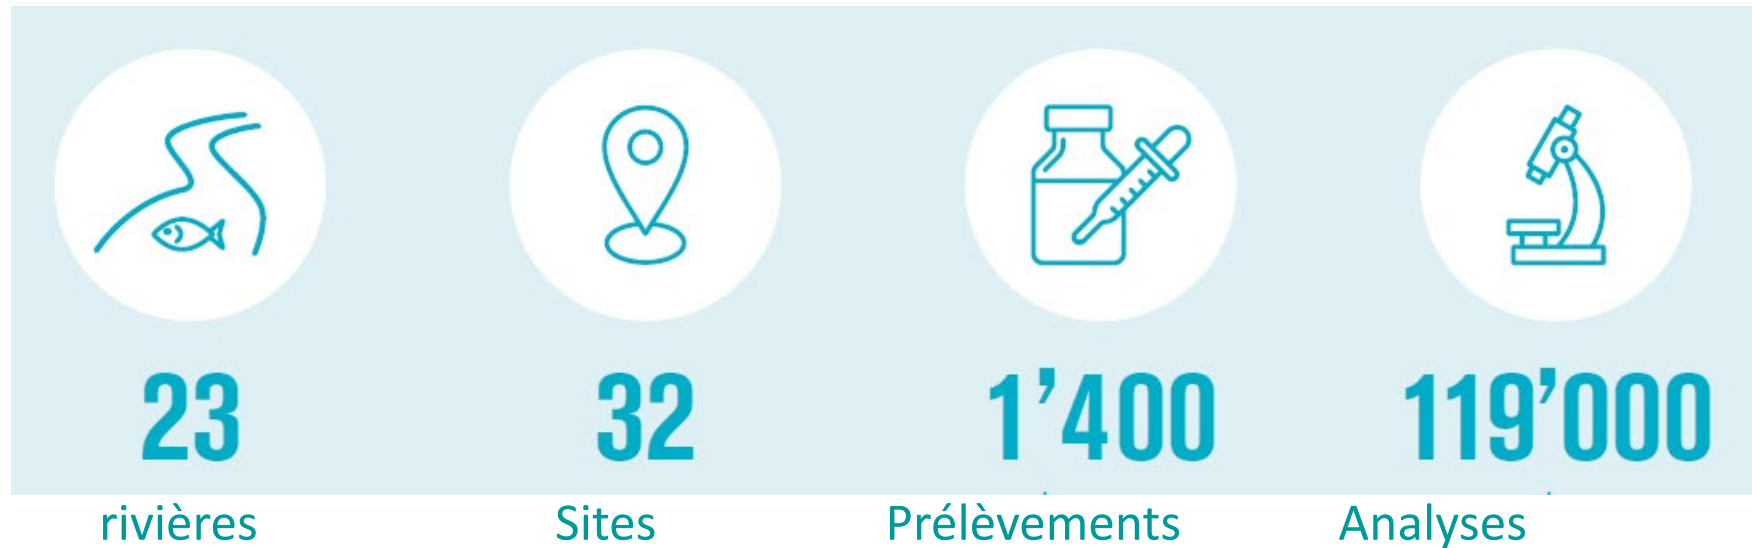 23 32 1’400 119’000
rivières Sites Prélèvements Analyses